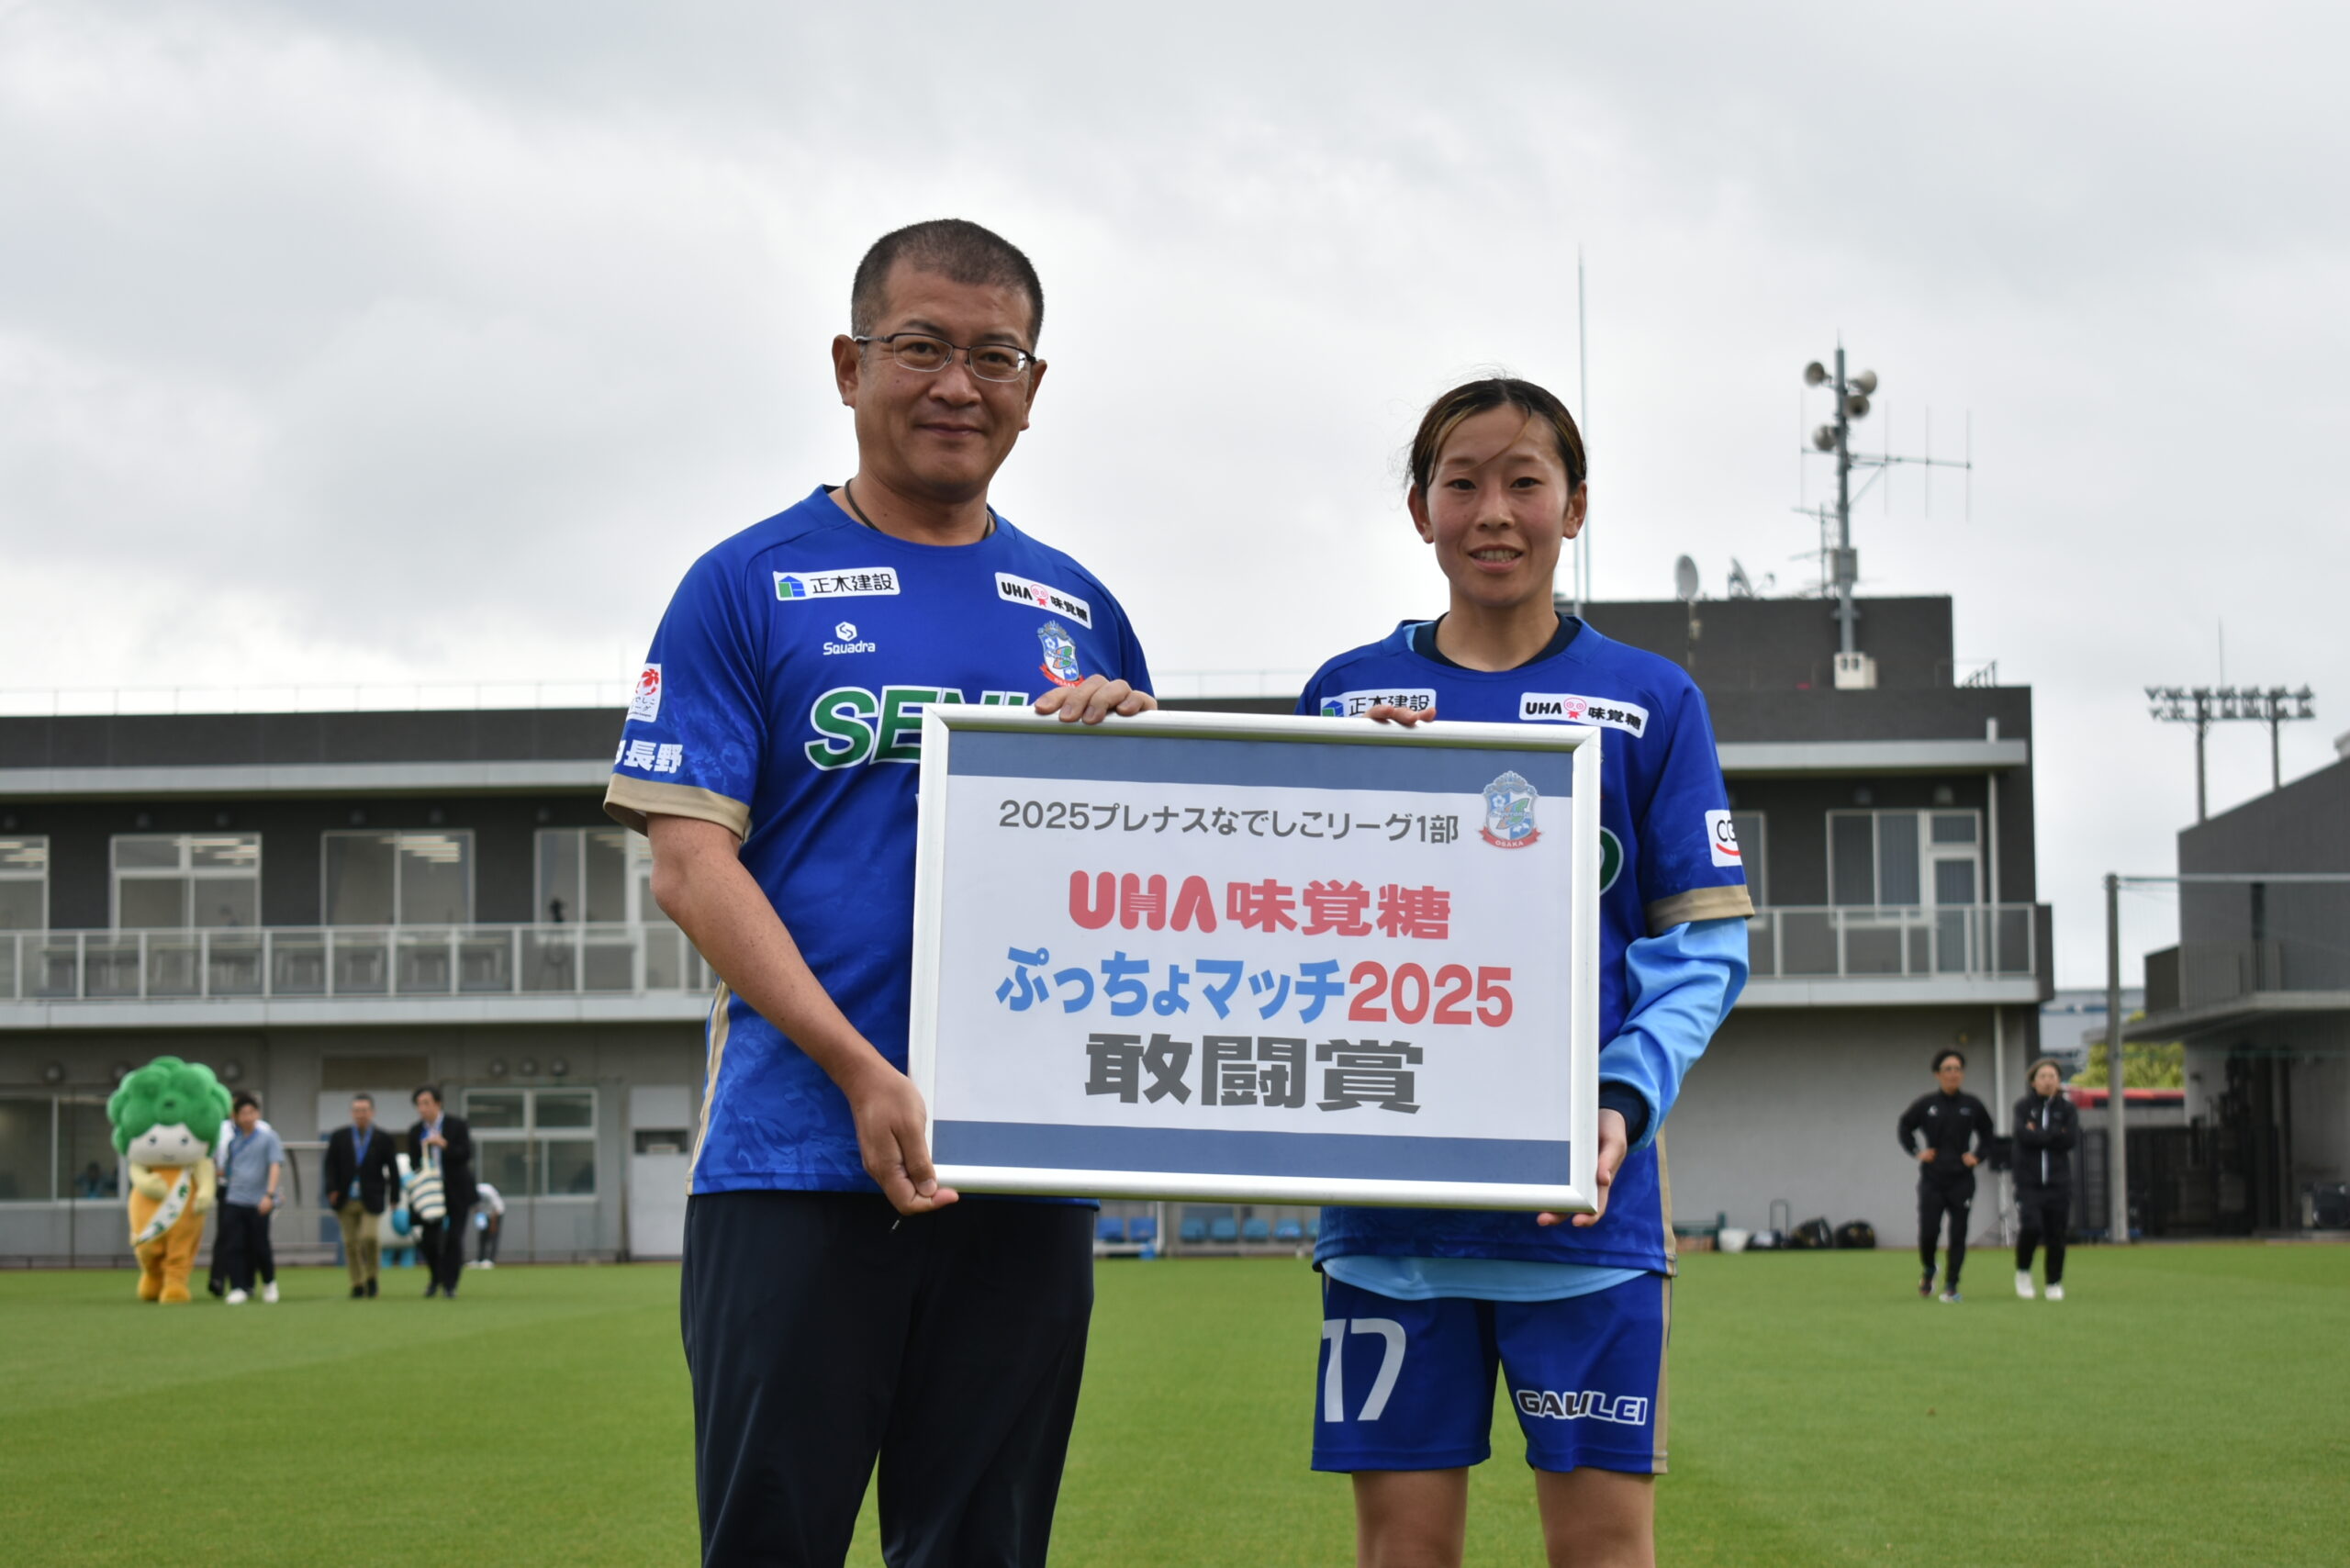 正木建設
UHA味覚糖
Squadra
SENI
長野
OSAKA
正木建設
UHA味覚糖
2025プレナスなでしこリーグ1部
OSAKA
UHA味覚糖
ぷっちょマッチ2025
敢闘賞
17
GALILEI